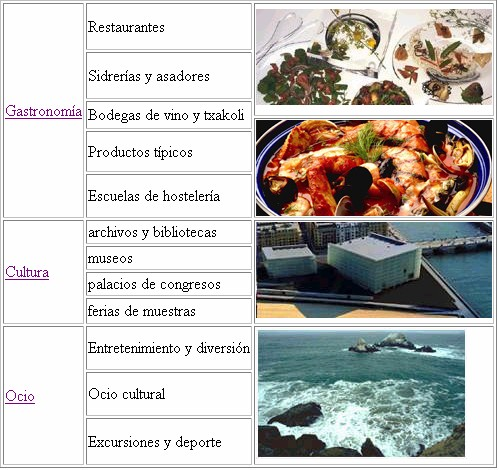 Gastronomía
Restaurantes
Sidrerías y asadores
Bodegas de vino y txakoli
Productos típicos
Escuelas de hostelería
Cultura
archivos y bibliotecas
museos
palacios de congresos
ferias de muestras
Ocio
Entretenimiento y diversión
Ocio cultural
Excursiones y deporte